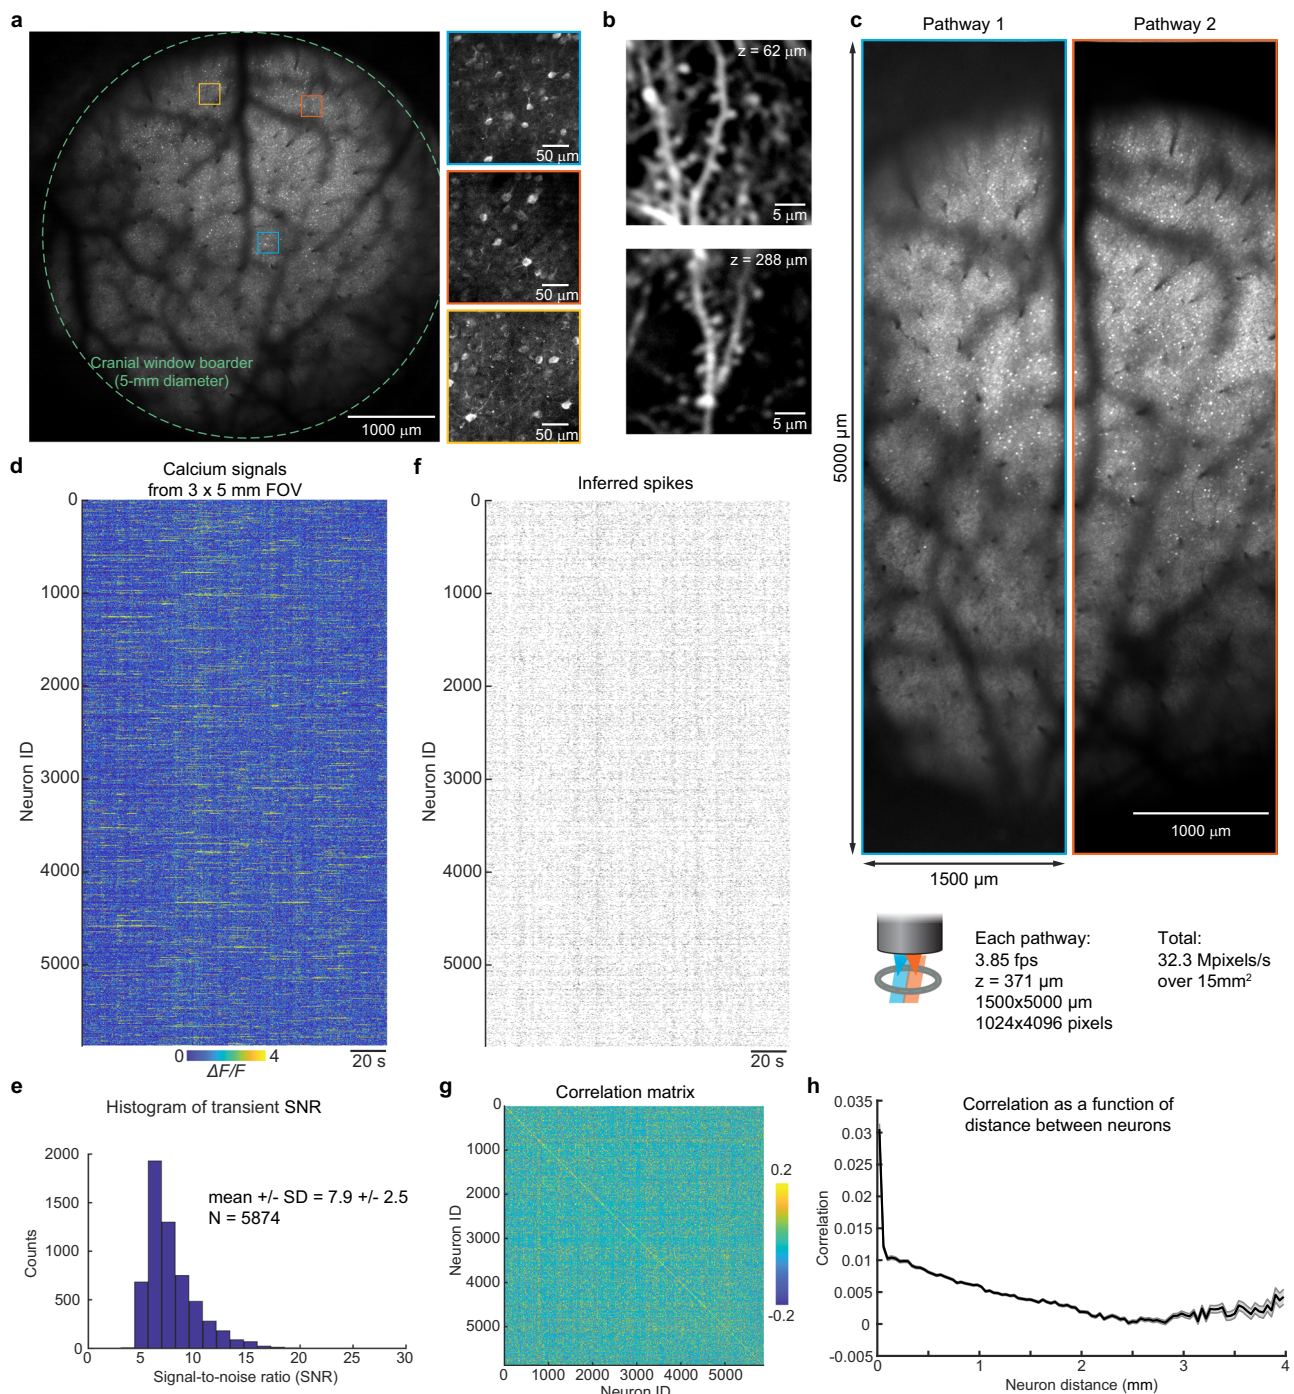 a
Cranial window boarder
(5-mm diameter)
1000 μm
50 μm
50 μm
50 μm
b
z = 62 μm
5 μm
z = 288 μm
5 μm
c
Pathway 1
Pathway 2
5000 μm
1500 μm
1000 μm
Each pathway:
3.85 fps
z = 371 μm
1500x5000 μm
1024x4096 pixels
Total:
32.3 Mpixels/s
over 15mm²
d
Calcium signals
from 3 x 5 mm FOV
Neuron ID
0
1000
2000
3000
4000
5000
0
4
ΔF/F
20 s
f
Inferred spikes
Neuron ID
0
1000
2000
3000
4000
5000
20 s
e
Histogram of transient SNR
mean +/- SD = 7.9 +/- 2.5
N = 5874
Counts
2000
1500
1000
500
0
0 5 10 15 20 25 30
Signal-to-noise ratio (SNR)
g
Correlation matrix
Neuron ID
0
1000
2000
3000
4000
5000
0 1000 2000 3000 4000 5000
Neuron ID
0.2
-0.2
h
Correlation as a function of
distance between neurons
Correlation
0.035
0.03
0.025
0.02
0.015
0.01
0.005
0
-0.005
0 1 2 3 4
Neuron distance (mm)